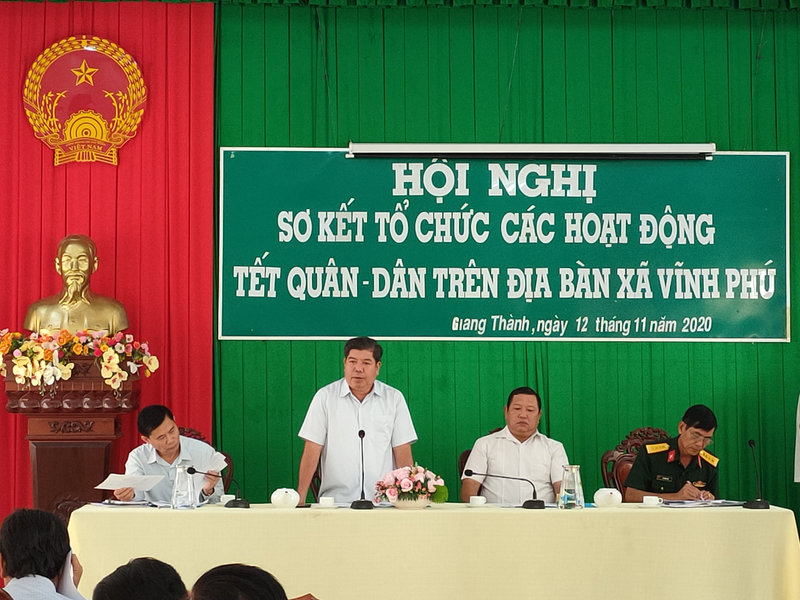 VIỆT NAM
HỘI NGHỊ
SƠ KẾT TỔ CHỨC CÁC HOẠT ĐỘNG
TẾT QUÂN - DÂN TRÊN ĐỊA BÀN XÃ VĨNH PHÚ
Giang Thành, ngày 12 tháng 11 năm 2020